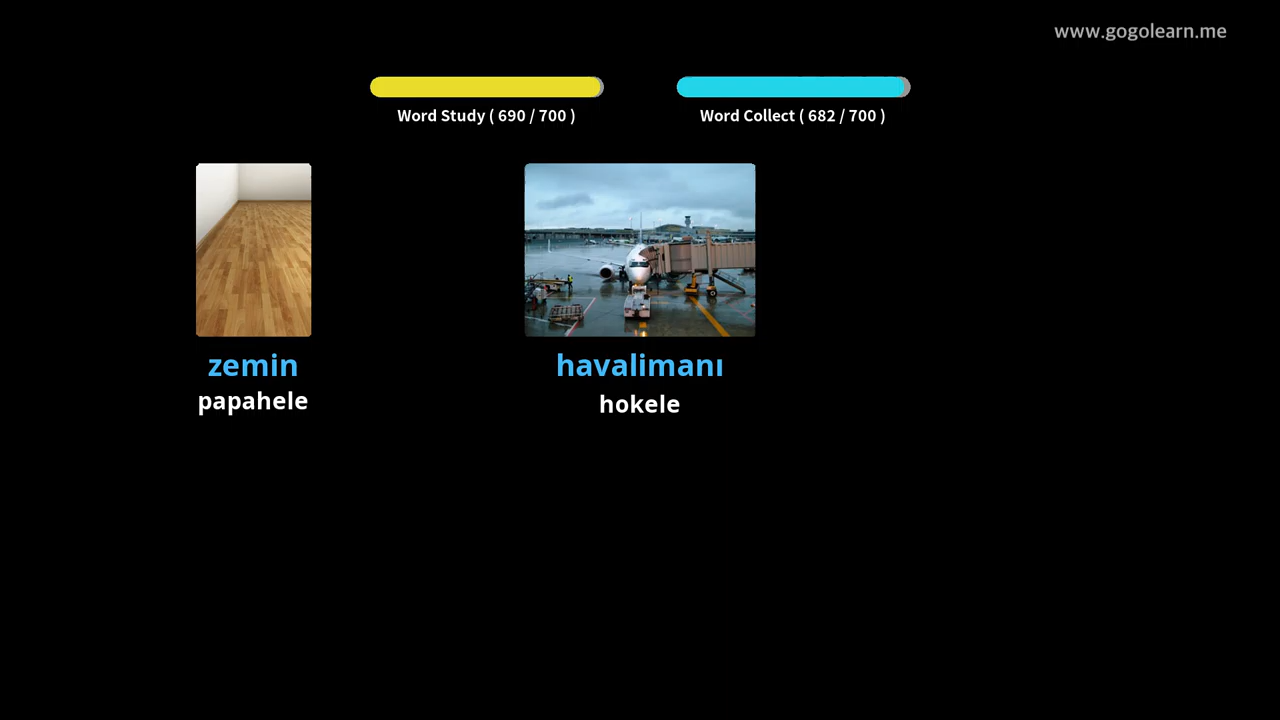 www.gogolearn.me
Word Study ( 690 / 700 )
Word Collect ( 682 / 700 )
zemin
papahele
havalimanı
hokele